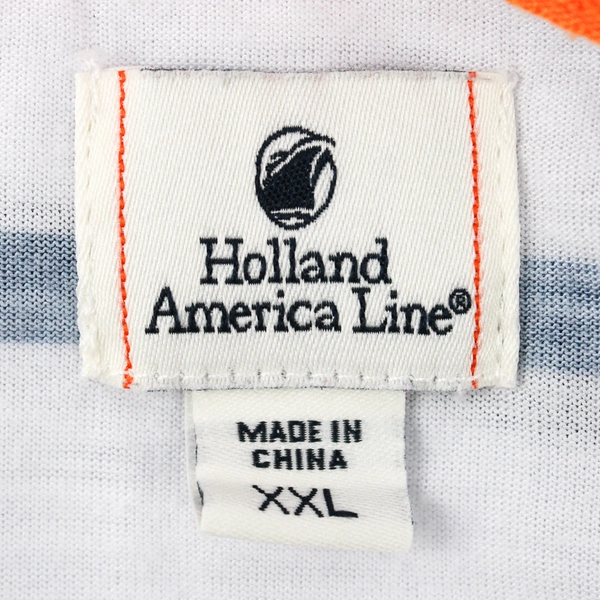 Holland
America Line®
MADE IN
CHINA
XXL